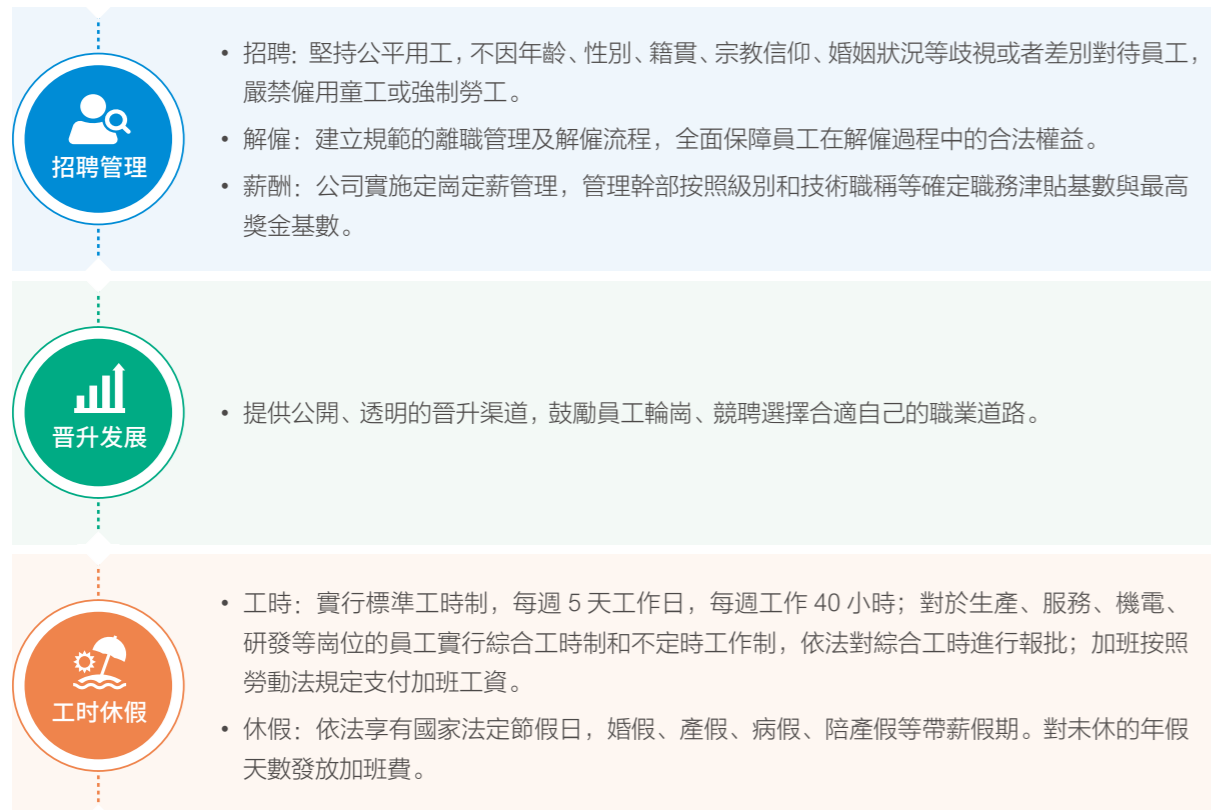 • 招聘：堅持公平用工，不因年齡、性別、籍貫、宗教信仰、婚姻狀況等歧視或者差別對待員工，
嚴禁僱用童工或強制勞工。
• 解僱：建立規範的離職管理及解僱流程，全面保障員工在解僱過程中的合法權益。
招聘管理
• 薪酬：公司實施定崗定薪管理，管理幹部按照級別和技術職稱等確定職務津貼基數與最高
獎金基數。
• 提供公開、透明的晉升渠道，鼓勵員工輪崗、競聘選擇合適自己的職業道路。
晋升发展
• 工時：實行標準工時制，每週 5 天工作日，每週工作 40 小時；對於生產、服務、機電、
研發等崗位的員工實行綜合工時制和不定時工作制，依法對綜合工時進行報批；加班按照
勞動法規定支付加班工資。
工时休假
• 休假：依法享有國家法定節假日，婚假、產假、病假、陪產假等帶薪假期。對未休的年假
天數發放加班費。